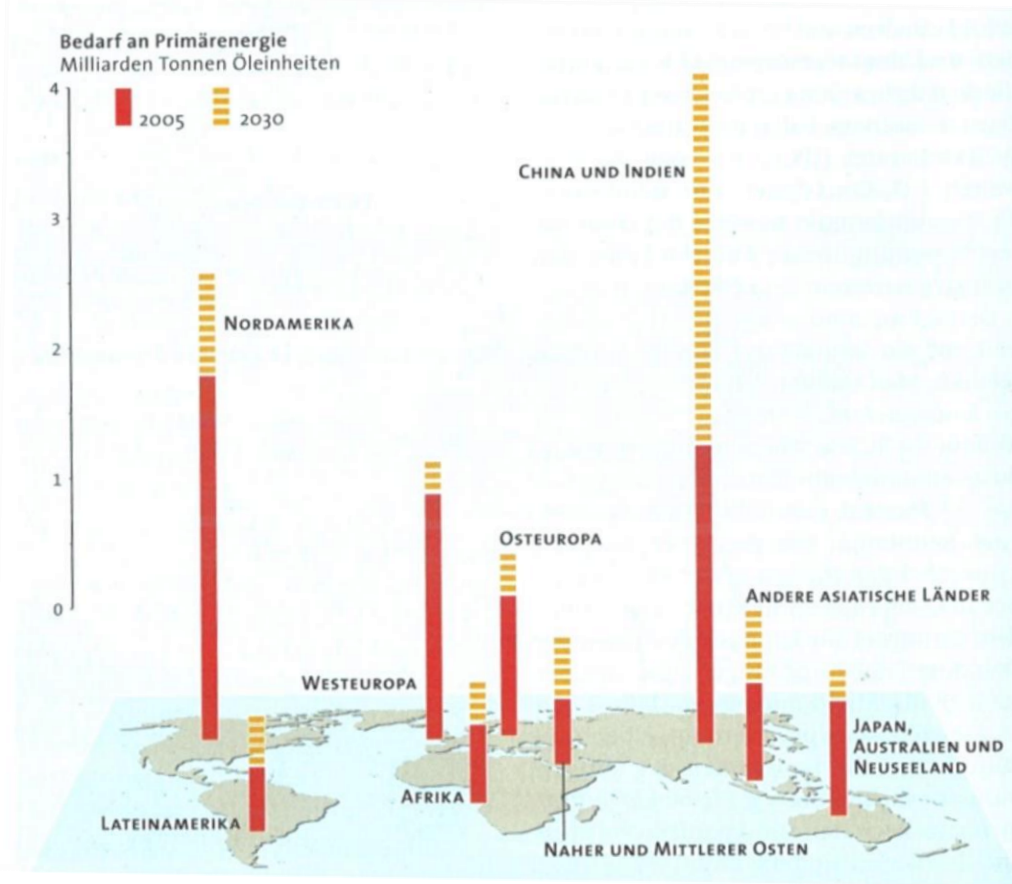 Bedarf an Primärenergie
Milliarden Tonnen Öleinheiten
4
2005
2030
China und Indien
3
Nordamerika
2
1
Osteuropa
Andere asiatische Länder
0
Westeuropa
Japan,
Australien und
Neuseeland
Afrika
Lateinamerika
Naher und Mittlerer Osten